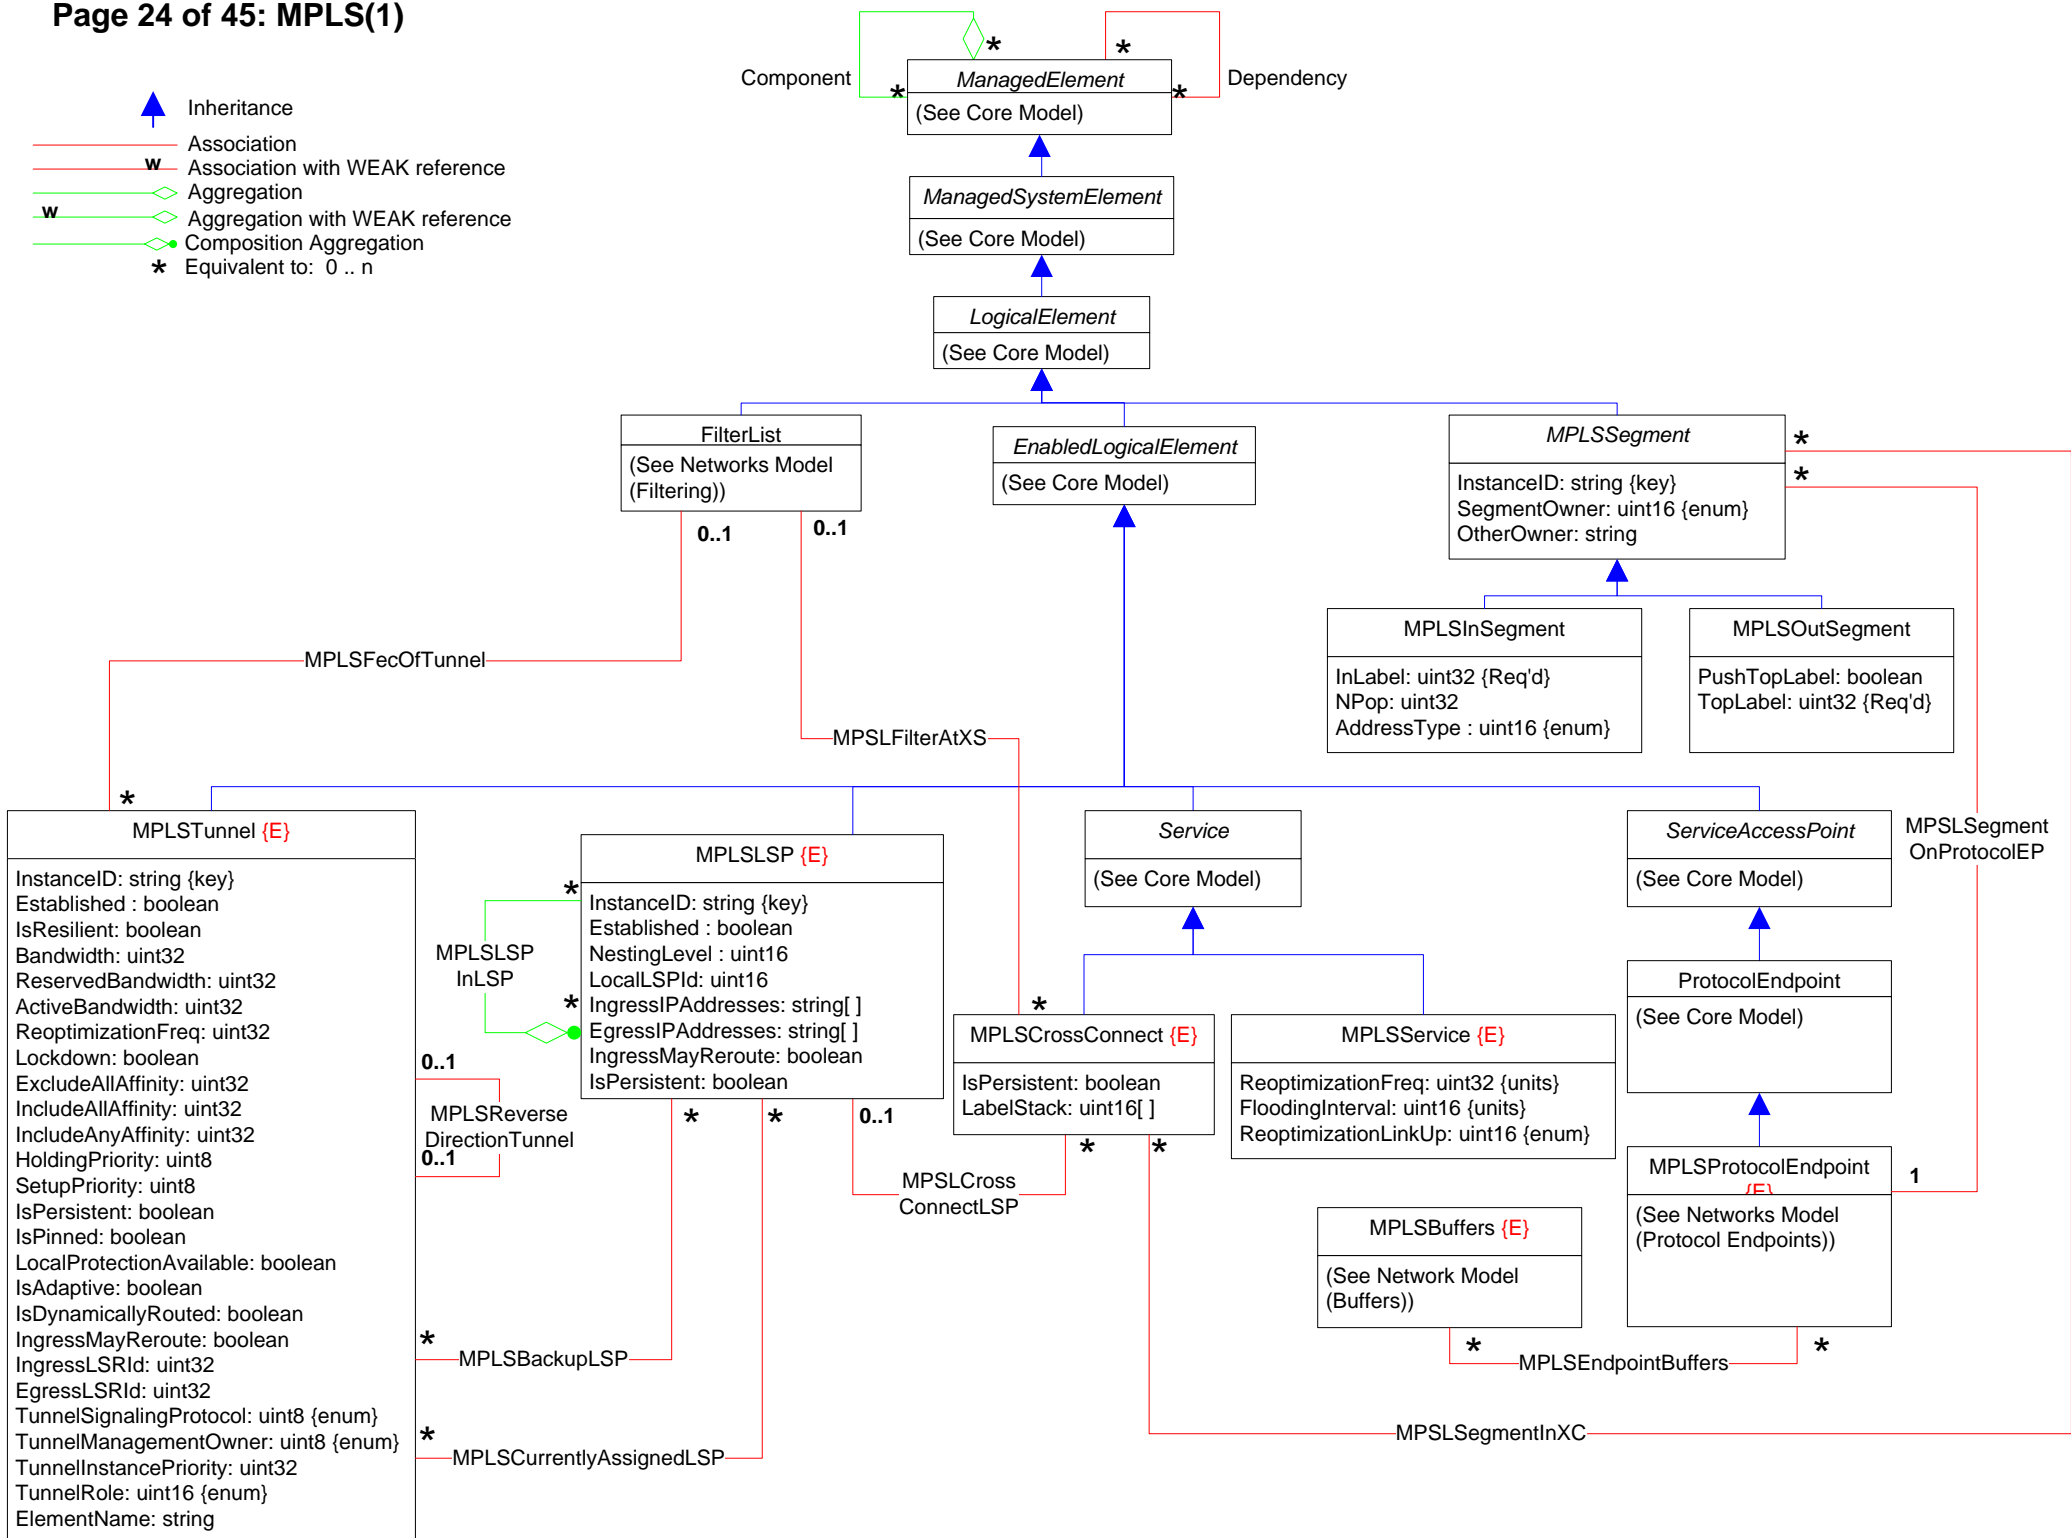 Page 24 of 45: MPLS(1)
Inheritance
Association
w
Association with WEAK reference
Aggregation
w
Aggregation with WEAK reference
Composition Aggregation
* Equivalent to: 0 .. n
Component
*
*
*
*
Dependency
ManagedElement
(See Core Model)
ManagedSystemElement
(See Core Model)
LogicalElement
(See Core Model)
FilterList
(See Networks Model
(Filtering))
0..1
0..1
EnabledLogicalElement
(See Core Model)
MPLSSegment
InstanceID: string {key}
SegmentOwner: uint16 {enum}
OtherOwner: string
*
*
MPLSInSegment
InLabel: uint32 {Req'd}
NPop: uint32
AddressType : uint16 {enum}
MPLSOutSegment
PushTopLabel: boolean
TopLabel: uint32 {Req'd}
MPLSFecOfTunnel
MPSLFilterAtXS
MPSLSegment
OnProtocolEP
*
MPLSTunnel {E}
InstanceID: string {key}
Established : boolean
IsResilient: boolean
Bandwidth: uint32
ReservedBandwidth: uint32
ActiveBandwidth: uint32
ReoptimizationFreq: uint32
Lockdown: boolean
ExcludeAllAffinity: uint32
IncludeAllAffinity: uint32
IncludeAnyAffinity: uint32
HoldingPriority: uint8
SetupPriority: uint8
IsPersistent: boolean
IsPinned: boolean
LocalProtectionAvailable: boolean
IsAdaptive: boolean
IsDynamicallyRouted: boolean
IngressMayReroute: boolean
IngressLSRId: uint32
EgressLSRId: uint32
TunnelSignalingProtocol: uint8 {enum}
TunnelManagementOwner: uint8 {enum}
TunnelInstancePriority: uint32
TunnelRole: uint16 {enum}
ElementName: string
0..1
MPLSReverse
DirectionTunnel
0..1
*
MPLSBackupLSP
*
MPLSCurrentlyAssignedLSP
MPLSLSP
InLSP
*
*
MPLSLSP {E}
InstanceID: string {key}
Established : boolean
NestingLevel : uint16
LocalLSPId: uint16
IngressIPAddresses: string[ ]
EgressIPAddresses: string[ ]
IngressMayReroute: boolean
IsPersistent: boolean
*
*
0..1
MPSLCross
ConnectLSP
Service
(See Core Model)
*
MPLSCrossConnect {E}
IsPersistent: boolean
LabelStack: uint16[ ]
*
*
MPLSService {E}
ReoptimizationFreq: uint32 {units}
FloodingInterval: uint16 {units}
ReoptimizationLinkUp: uint16 {enum}
ServiceAccessPoint
(See Core Model)
ProtocolEndpoint
(See Core Model)
MPLSProtocolEndpoint
{E}
(See Networks Model
(Protocol Endpoints))
1
MPLSBuffers {E}
(See Network Model
(Buffers))
*
MPLSEndpointBuffers
*
MPSLSegmentInXC